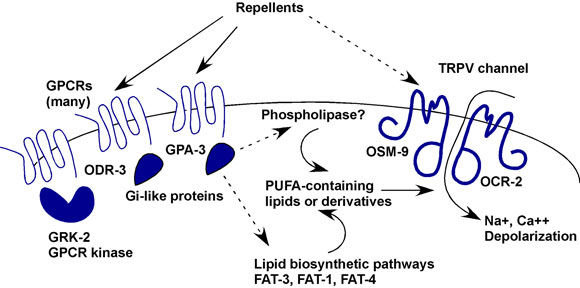 Repellents
GPCRs
(many)
TRPV channel
Phospholipase?
GPA-3
ODR-3
OSM-9
Gi-like proteins
PUFA-containing
lipids or derivatives
OCR-2
Na+, Ca++
Depolarization
GRK-2
GPCR kinase
Lipid biosynthetic pathways
FAT-3, FAT-1, FAT-4